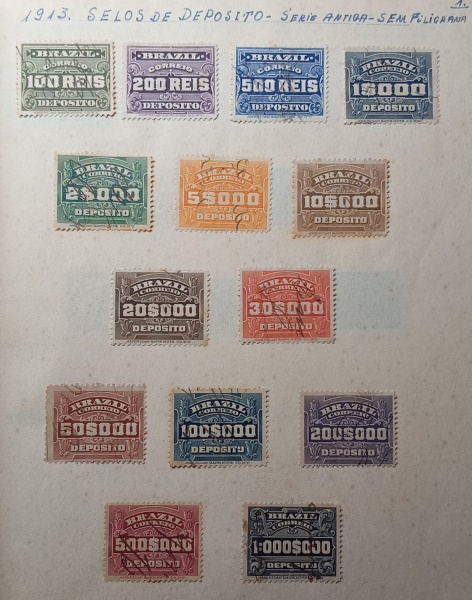 1.
1913. SELOS DE DEPOSITO - SERIE ANTIGA - SEM FILIGRANA
BRAZIL
CORREIO
100 REIS
DEPOSITO
BRAZIL
CORREIO
200 REIS
DEPOSITO
BRAZIL
CORREIO
500 REIS
DEPOSITO
BRAZIL
CORREIO
1$000
DEPOSITO
BRAZIL
CORREIO
2$000
DEPOSITO
BRAZIL
CORREIO
5$000
DEPOSITO
BRAZIL
CORREIO
10$000
DEPOSITO
BRAZIL
CORREIO
20$000
DEPOSITO
BRAZIL
CORREIO
30$000
DEPOSITO
BRAZIL
CORREIO
50$000
DEPOSITO
BRAZIL
CORREIO
100$000
DEPOSITO
BRAZIL
CORREIO
200$000
DEPOSITO
BRAZIL
CORREIO
500$000
DEPOSITO
BRAZIL
CORREIO
1:000$000
DEPOSITO